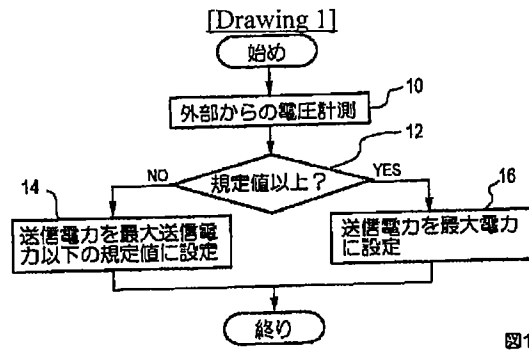 [Drawing 1]
始め
外部からの電圧計測
10
12
規定値以上？
NO
YES
14
送信電力を最大送信電
力以下の規定値に設定
16
送信電力を最大電力
に設定
終り
図1